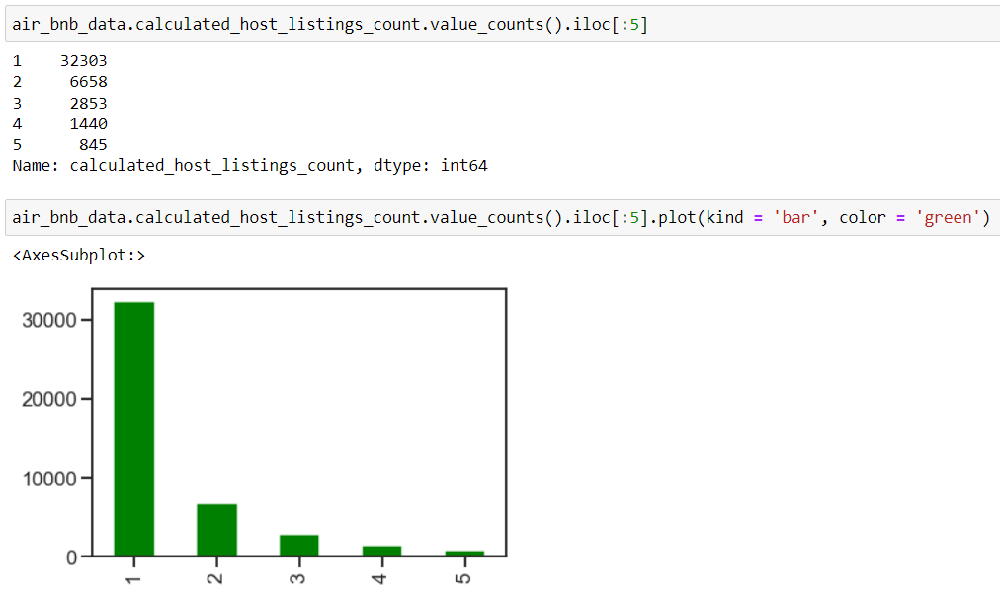 air_bnb_data.calculated_host_listings_count.value_counts().iloc[:5]
1    32303
2     6658
3     2853
4     1440
5      845
Name: calculated_host_listings_count, dtype: int64
air_bnb_data.calculated_host_listings_count.value_counts().iloc[:5].plot(kind = 'bar', color = 'green')
<AxesSubplot:>
30000
20000
10000
0
1 2 3 4 5